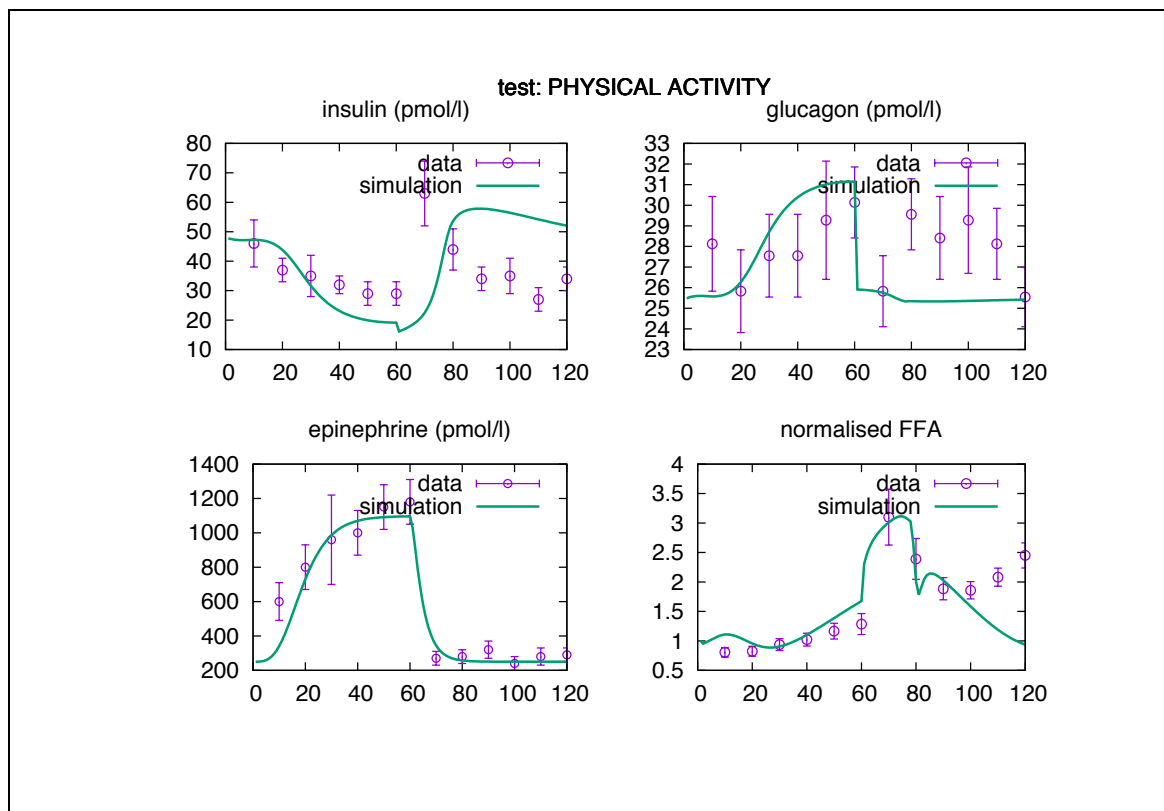 test: PHYSICAL ACTIVITY
insulin (pmol/l)
80
70
60
50
40
30
20
10
data
simulation
0 20 40 60 80 100 120
glucagon (pmol/l)
33
32
31
30
29
28
27
26
25
24
23
data
simulation
0 20 40 60 80 100 120
epinephrine (pmol/l)
1400
1200
1000
800
600
400
200
data
simulation
0 20 40 60 80 100 120
normalised FFA
4
3.5
3
2.5
2
1.5
1
0.5
data
simulation
0 20 40 60 80 100 120